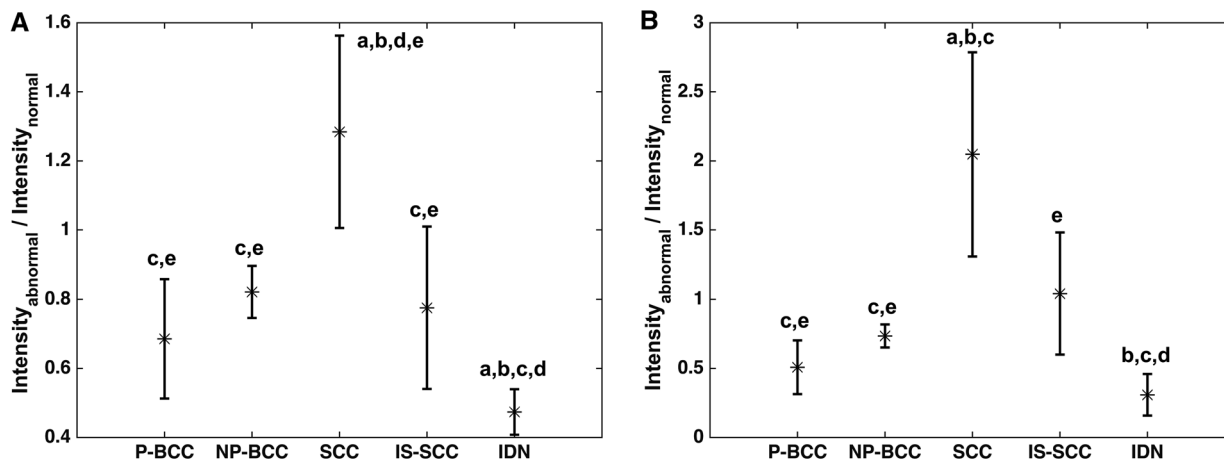 A
Intensity_abnormal / Intensity_normal
1.6
1.4
1.2
1
0.8
0.6
0.4
c,e
c,e
a,b,d,e
c,e
a,b,c,d
P-BCC NP-BCC SCC IS-SCC IDN
B
Intensity_abnormal / Intensity_normal
3
2.5
2
1.5
1
0.5
0
c,e
c,e
a,b,c
e
b,c,d
P-BCC NP-BCC SCC IS-SCC IDN